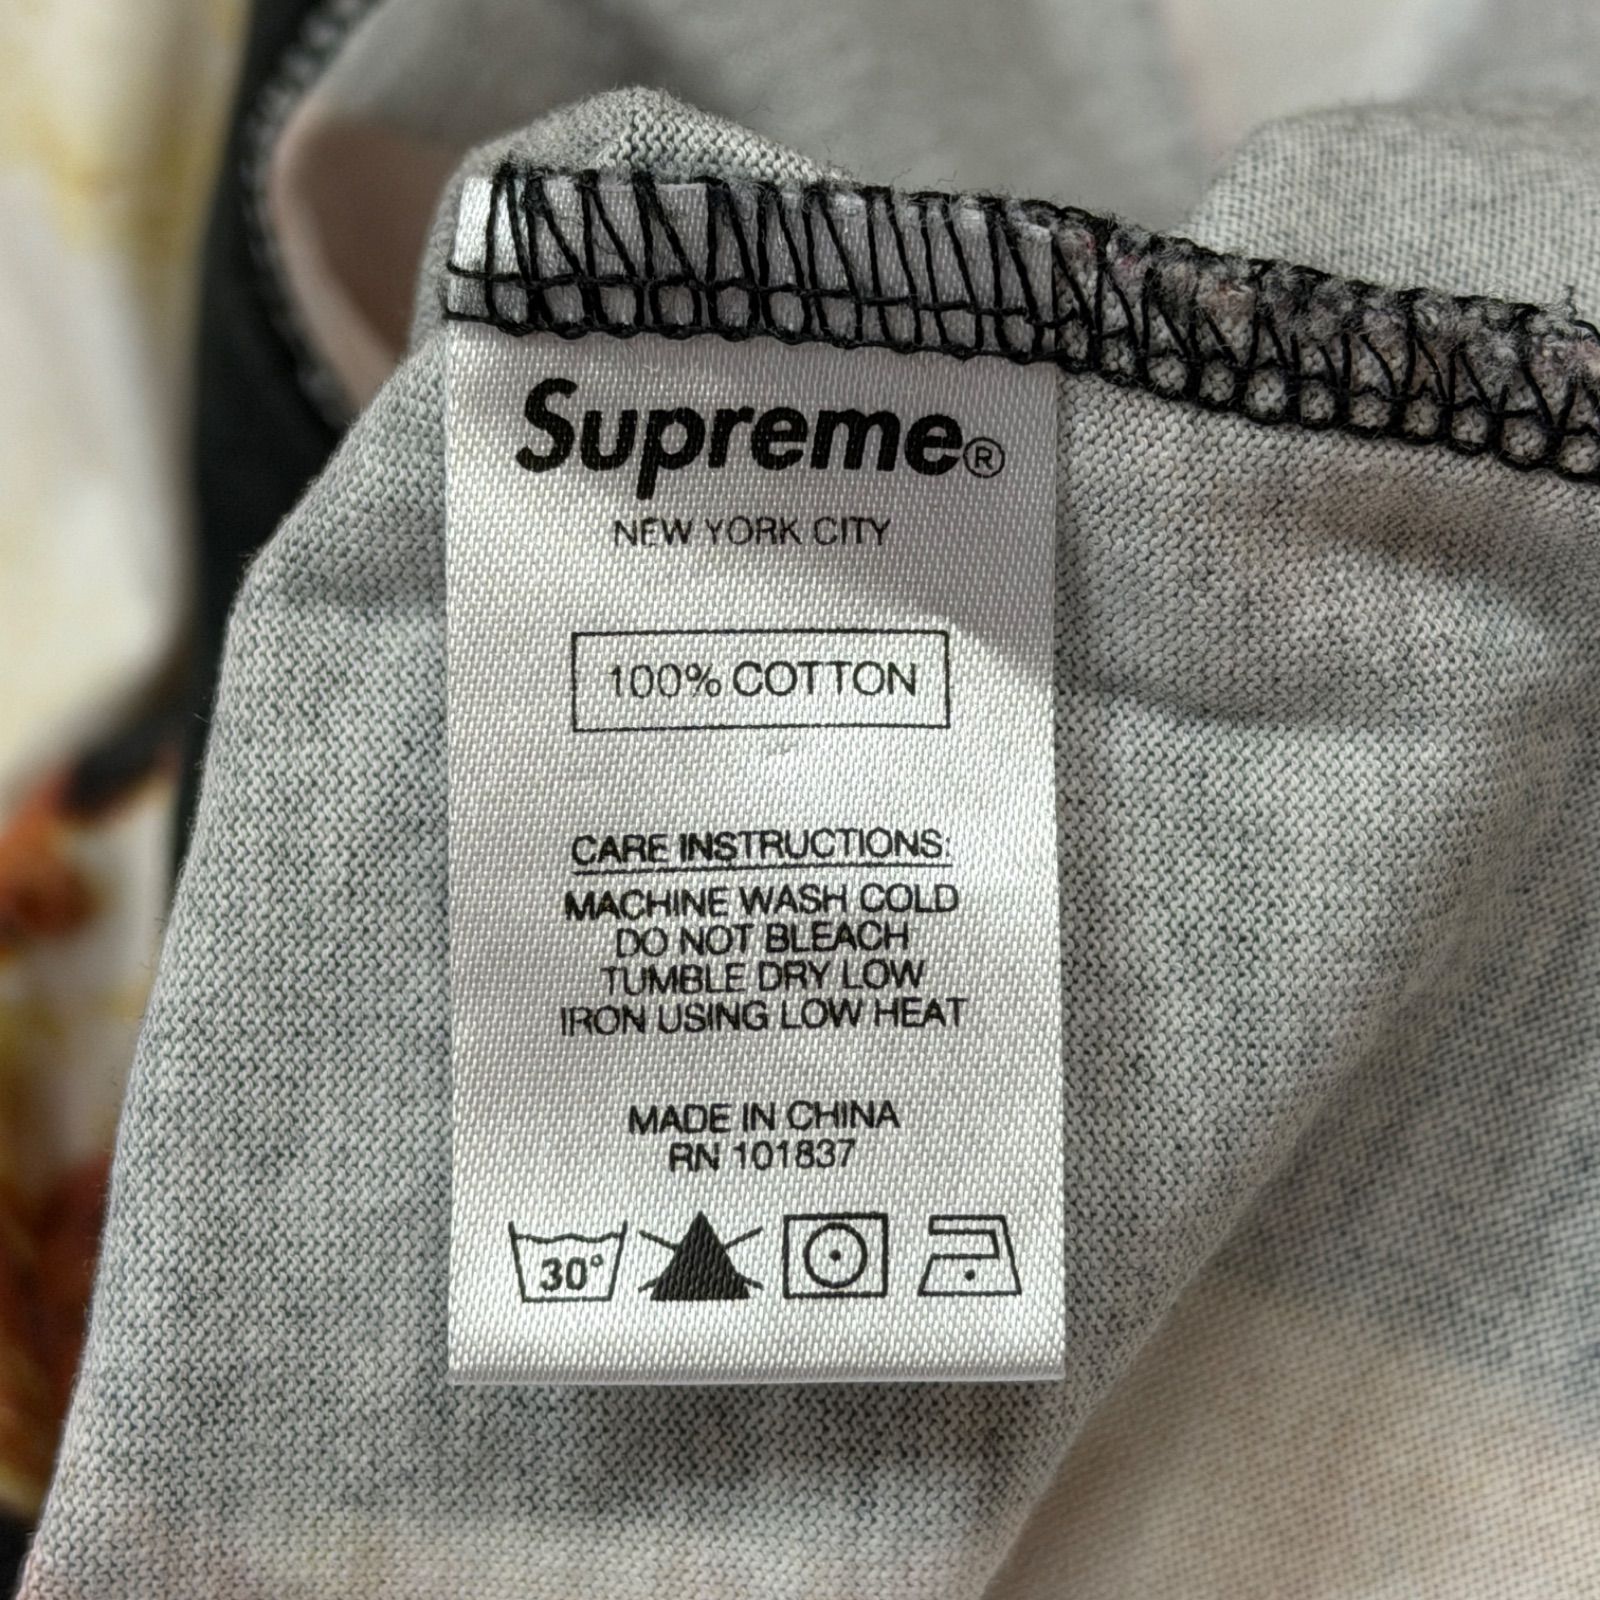 Supreme®
NEW YORK CITY
100% COTTON
CARE INSTRUCTIONS:
MACHINE WASH COLD
DO NOT BLEACH
TUMBLE DRY LOW
IRON USING LOW HEAT
MADE IN CHINA
RN 101837
30°